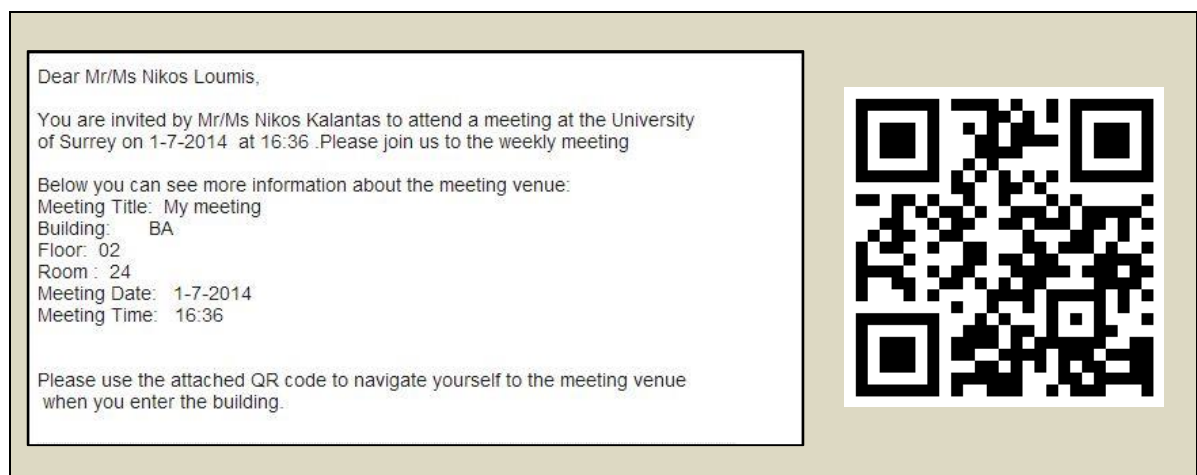 Dear Mr/Ms Nikos Loumis,
You are invited by Mr/Ms Nikos Kalantas to attend a meeting at the University
of Surrey on 1-7-2014 at 16:36 .Please join us to the weekly meeting
Below you can see more information about the meeting venue:
Meeting Title: My meeting
Building: BA
Floor: 02
Room : 24
Meeting Date: 1-7-2014
Meeting Time: 16:36
Please use the attached QR code to navigate yourself to the meeting venue
when you enter the building.